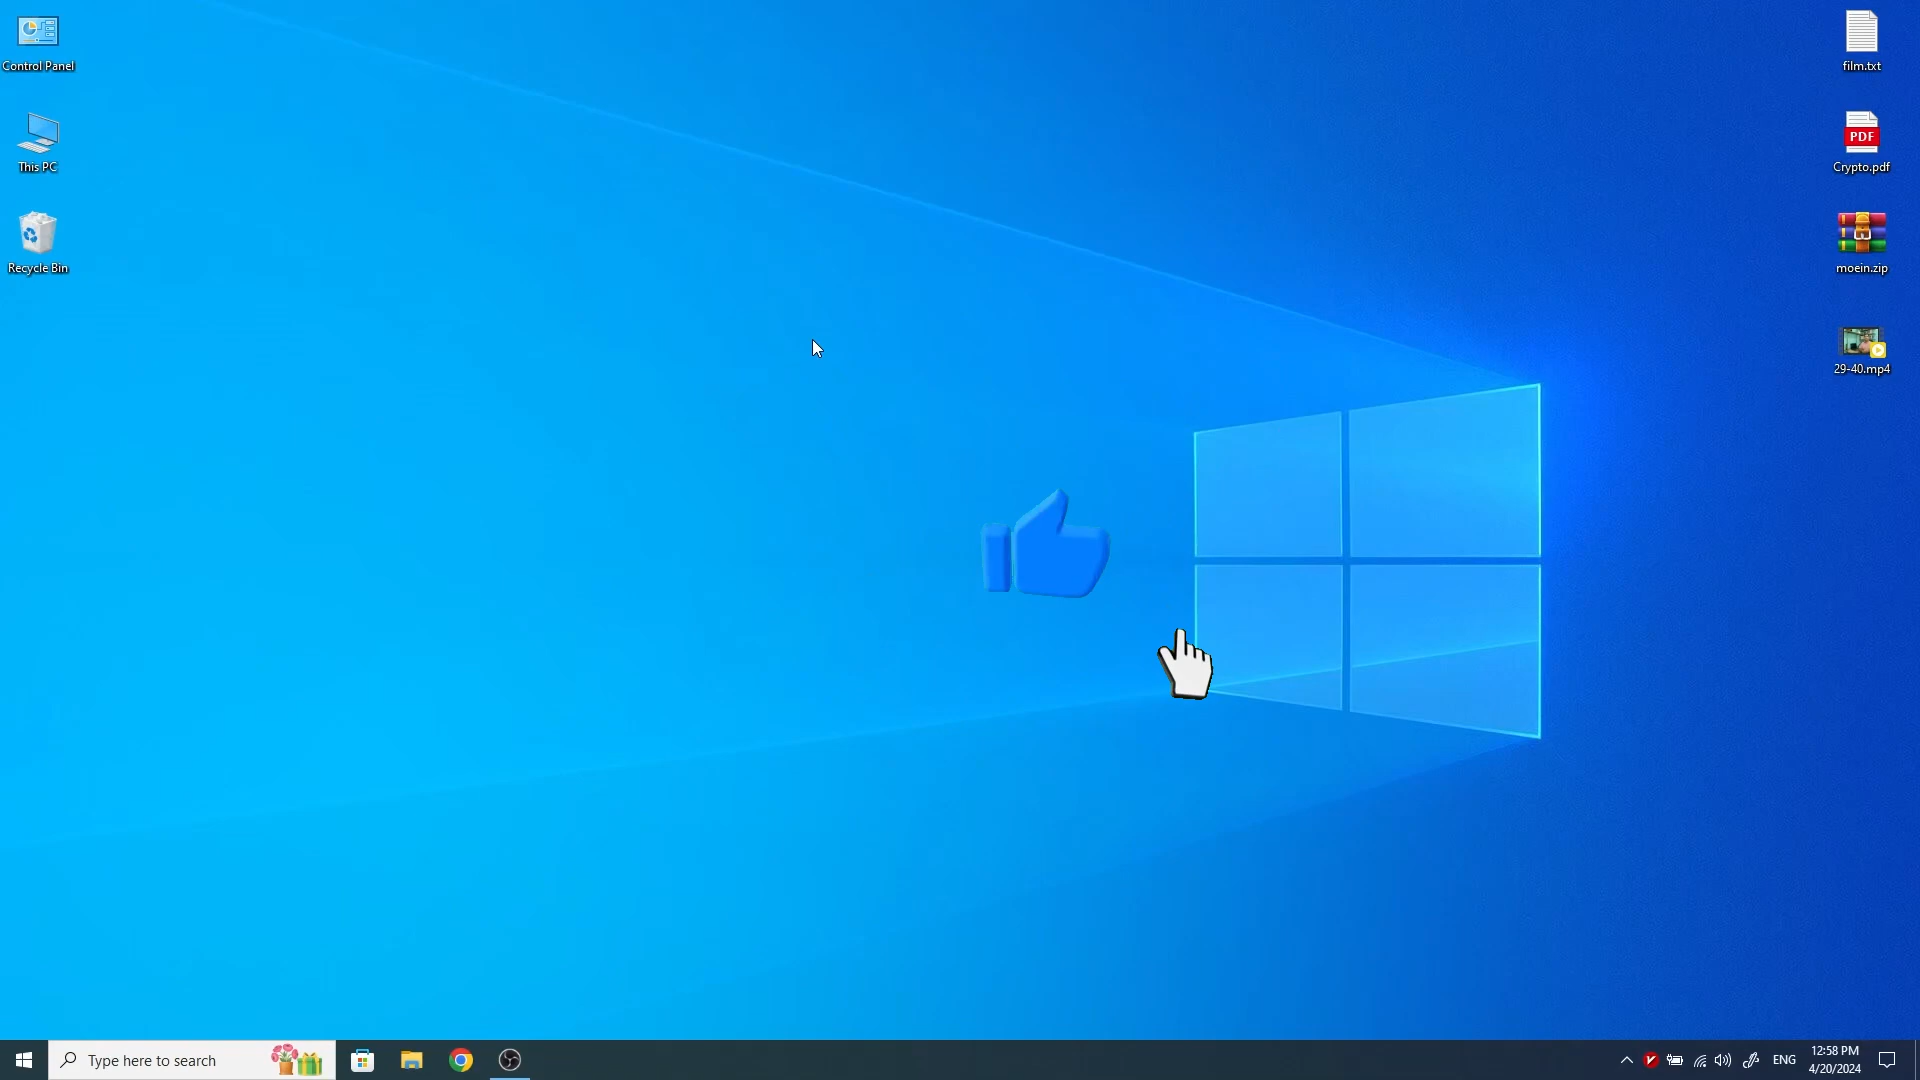 Control Panel
This PC
Recycle Bin
film.txt
PDF
Crypto.pdf
moein.zip
29-40.mp4
Type here to search
ENG
12:58 PM
4/20/2024